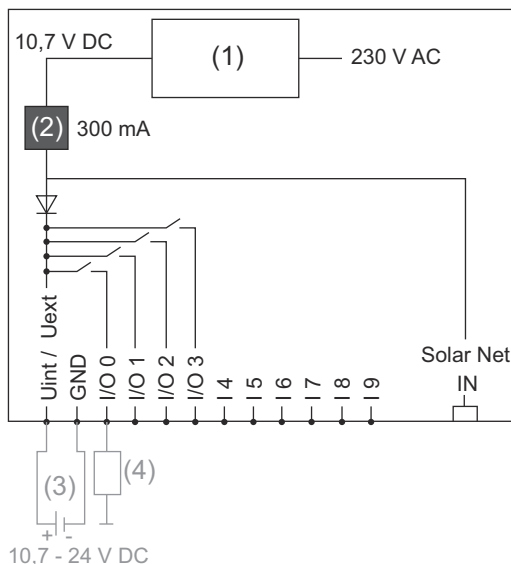 10,7 V DC
(1)
230 V AC
(2)
300 mA
Uint / Uext
GND
I/O 0
I/O 1
I/O 2
I/O 3
I 4
I 5
I 6
I 7
I 8
I 9
Solar Net
IN
(3)
(4)
+ -
10,7 - 24 V DC